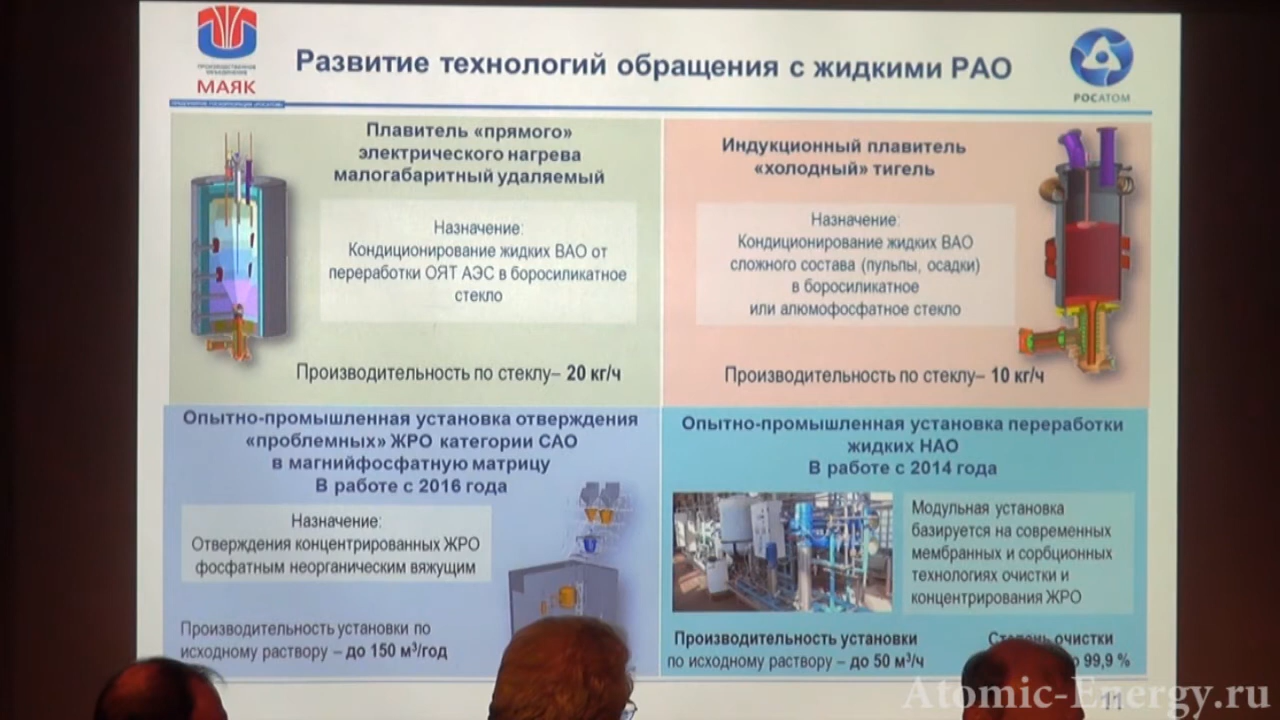 ПРОИЗВОДСТВЕННОЕ
ОБЪЕДИНЕНИЕ
МАЯК
Развитие технологий обращения с жидкими РАО
РОСАТОМ
Плавитель «прямого»
электрического нагрева
малогабаритный удаляемый
Назначение:
Кондиционирование жидких ВАО от
переработки ОЯТ АЭС в боросиликатное
стекло
Производительность по стеклу– 20 кг/ч
Индукционный плавитель
«холодный» тигель
Назначение:
Кондиционирование жидких ВАО
сложного состава (пульпы, осадки)
в боросиликатное
или алюмофосфатное стекло
Производительность по стеклу– 10 кг/ч
Опытно-промышленная установка отверждения
«проблемных» ЖРО категории САО
в магнийфосфатную матрицу
В работе с 2016 года
Назначение:
Отверждения концентрированных ЖРО
фосфатным неорганическим вяжущим
Производительность установки по
исходному раствору – до 150 м³/год
Опытно-промышленная установка переработки
жидких НАО
В работе с 2014 года
Модульная установка
базируется на современных
мембранных и сорбционных
технологиях очистки и
концентрирования ЖРО
Производительность установки
по исходному раствору – до 50 м³/ч
Степень очистки
99,9 %
11
Atomic-Energy.ru